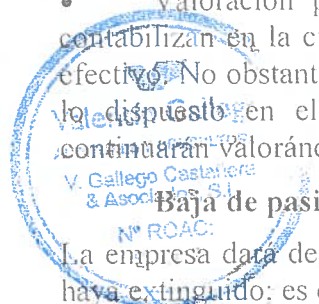 Valoración p
contabilizan en la c
efectivo. No obstant
lo dispuesto en el
continuarán valoránd
V. Gallego Castañera
& Asociados, S.L.
Baja de pasi
Nº ROAC:
La empresa dará de
haya extinguido; es